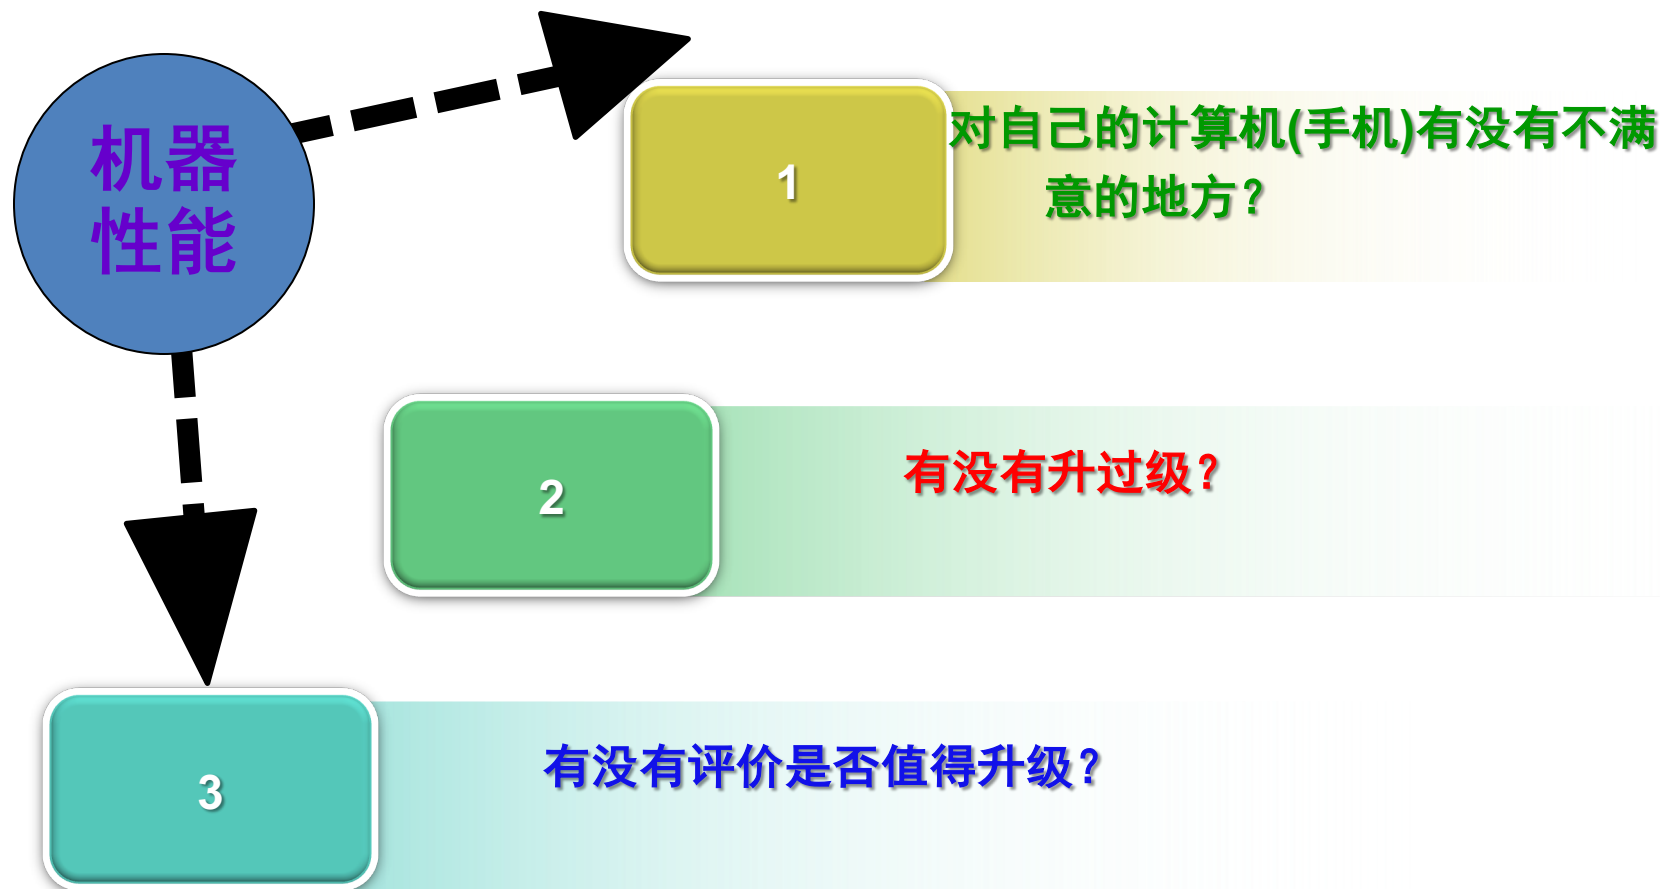 机器
性能
1
对自己的计算机(手机)有没有不满
意的地方?
2
有没有升过级?
3
有没有评价是否值得升级?